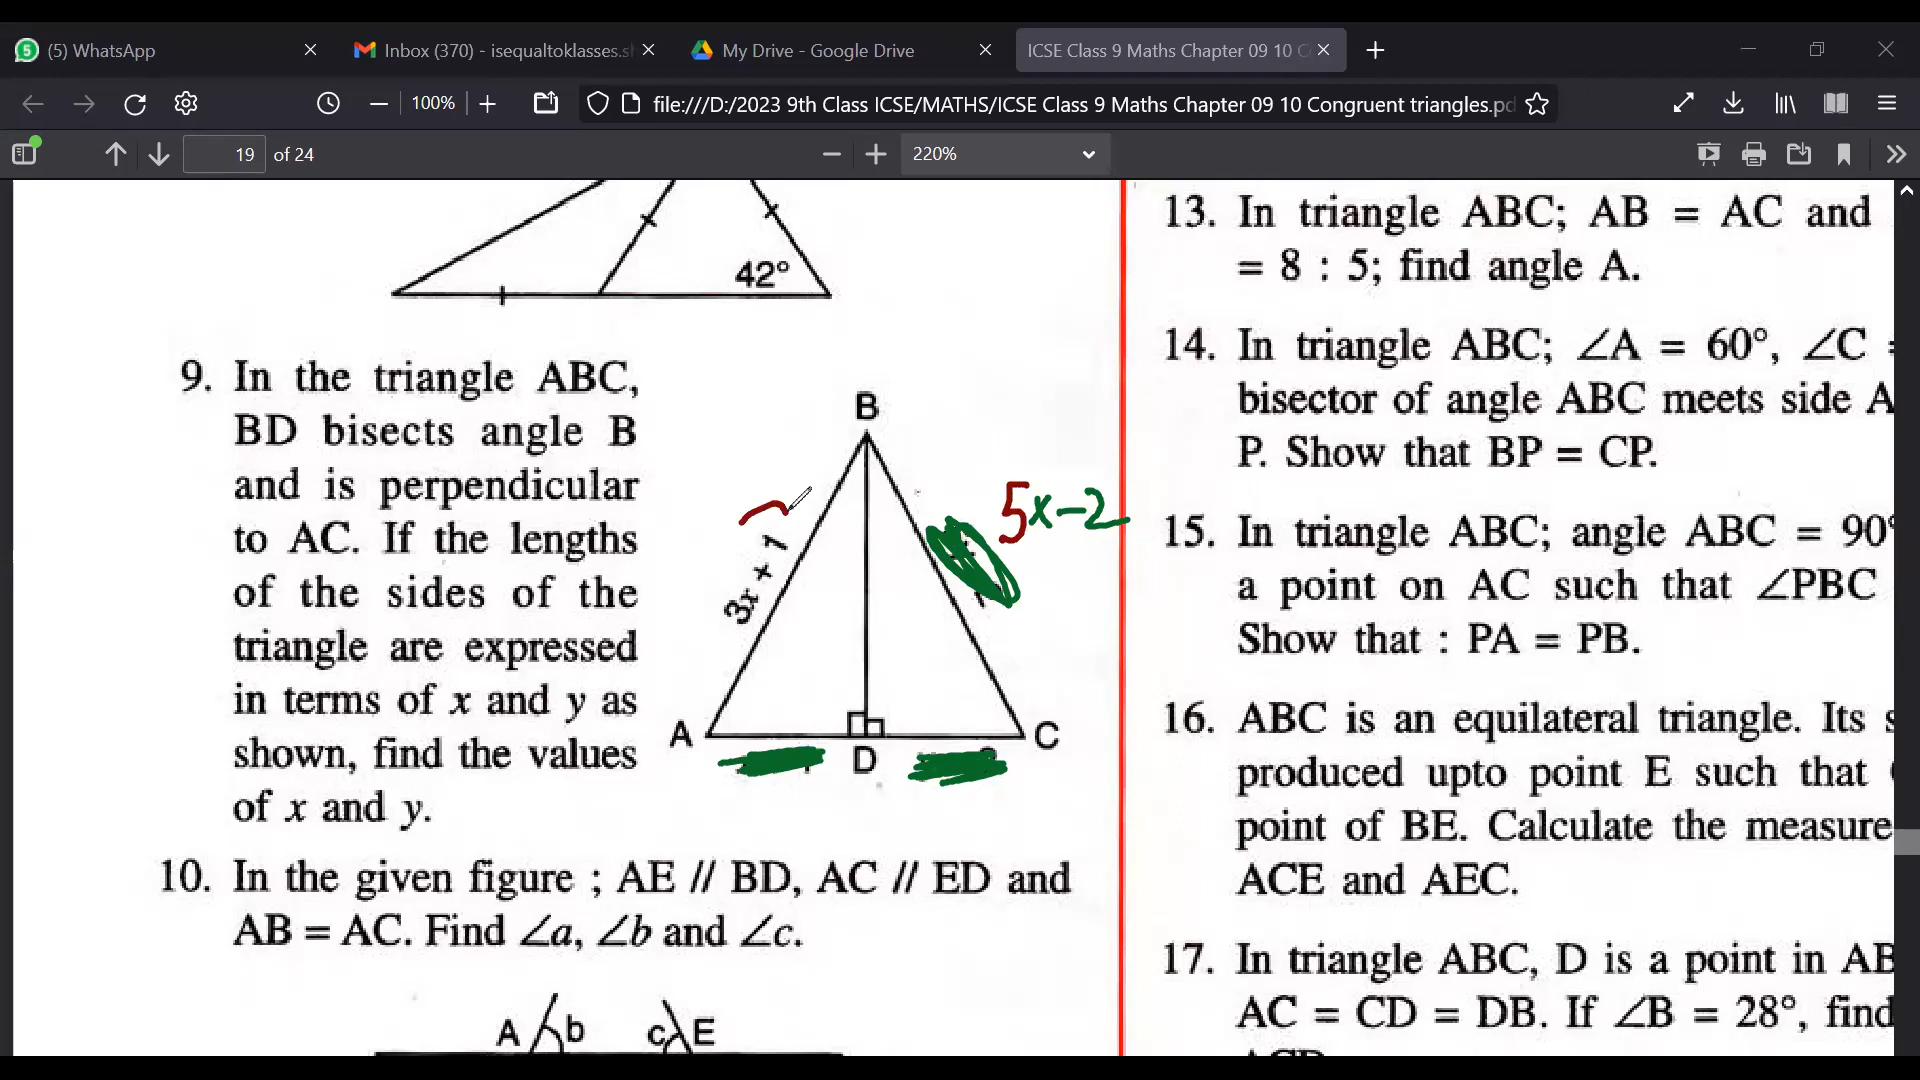 (5) WhatsApp
Inbox (370) - isequaltoklasses.s
My Drive - Google Drive
ICSE Class 9 Maths Chapter 09 10 C
100%
file:///D:/2023 9th Class ICSE/MATHS/ICSE Class 9 Maths Chapter 09 10 Congruent triangles.pd
19 of 24
220%
42°
9. In the triangle ABC,
BD bisects angle B
and is perpendicular
to AC. If the lengths
of the sides of the
triangle are expressed
in terms of x and y as
shown, find the values
of x and y.
B
5x-2
3x + 1
A
D
C
10. In the given figure ; AE // BD, AC // ED and
AB = AC. Find ∠a, ∠b and ∠c.
A b c E
13. In triangle ABC; AB = AC and
= 8 : 5; find angle A.
14. In triangle ABC; ∠A = 60°, ∠C =
bisector of angle ABC meets side A
P. Show that BP = CP.
15. In triangle ABC; angle ABC = 90°
a point on AC such that ∠PBC
Show that : PA = PB.
16. ABC is an equilateral triangle. Its s
produced upto point E such that
point of BE. Calculate the measure
ACE and AEC.
17. In triangle ABC, D is a point in AB
AC = CD = DB. If ∠B = 28°, find